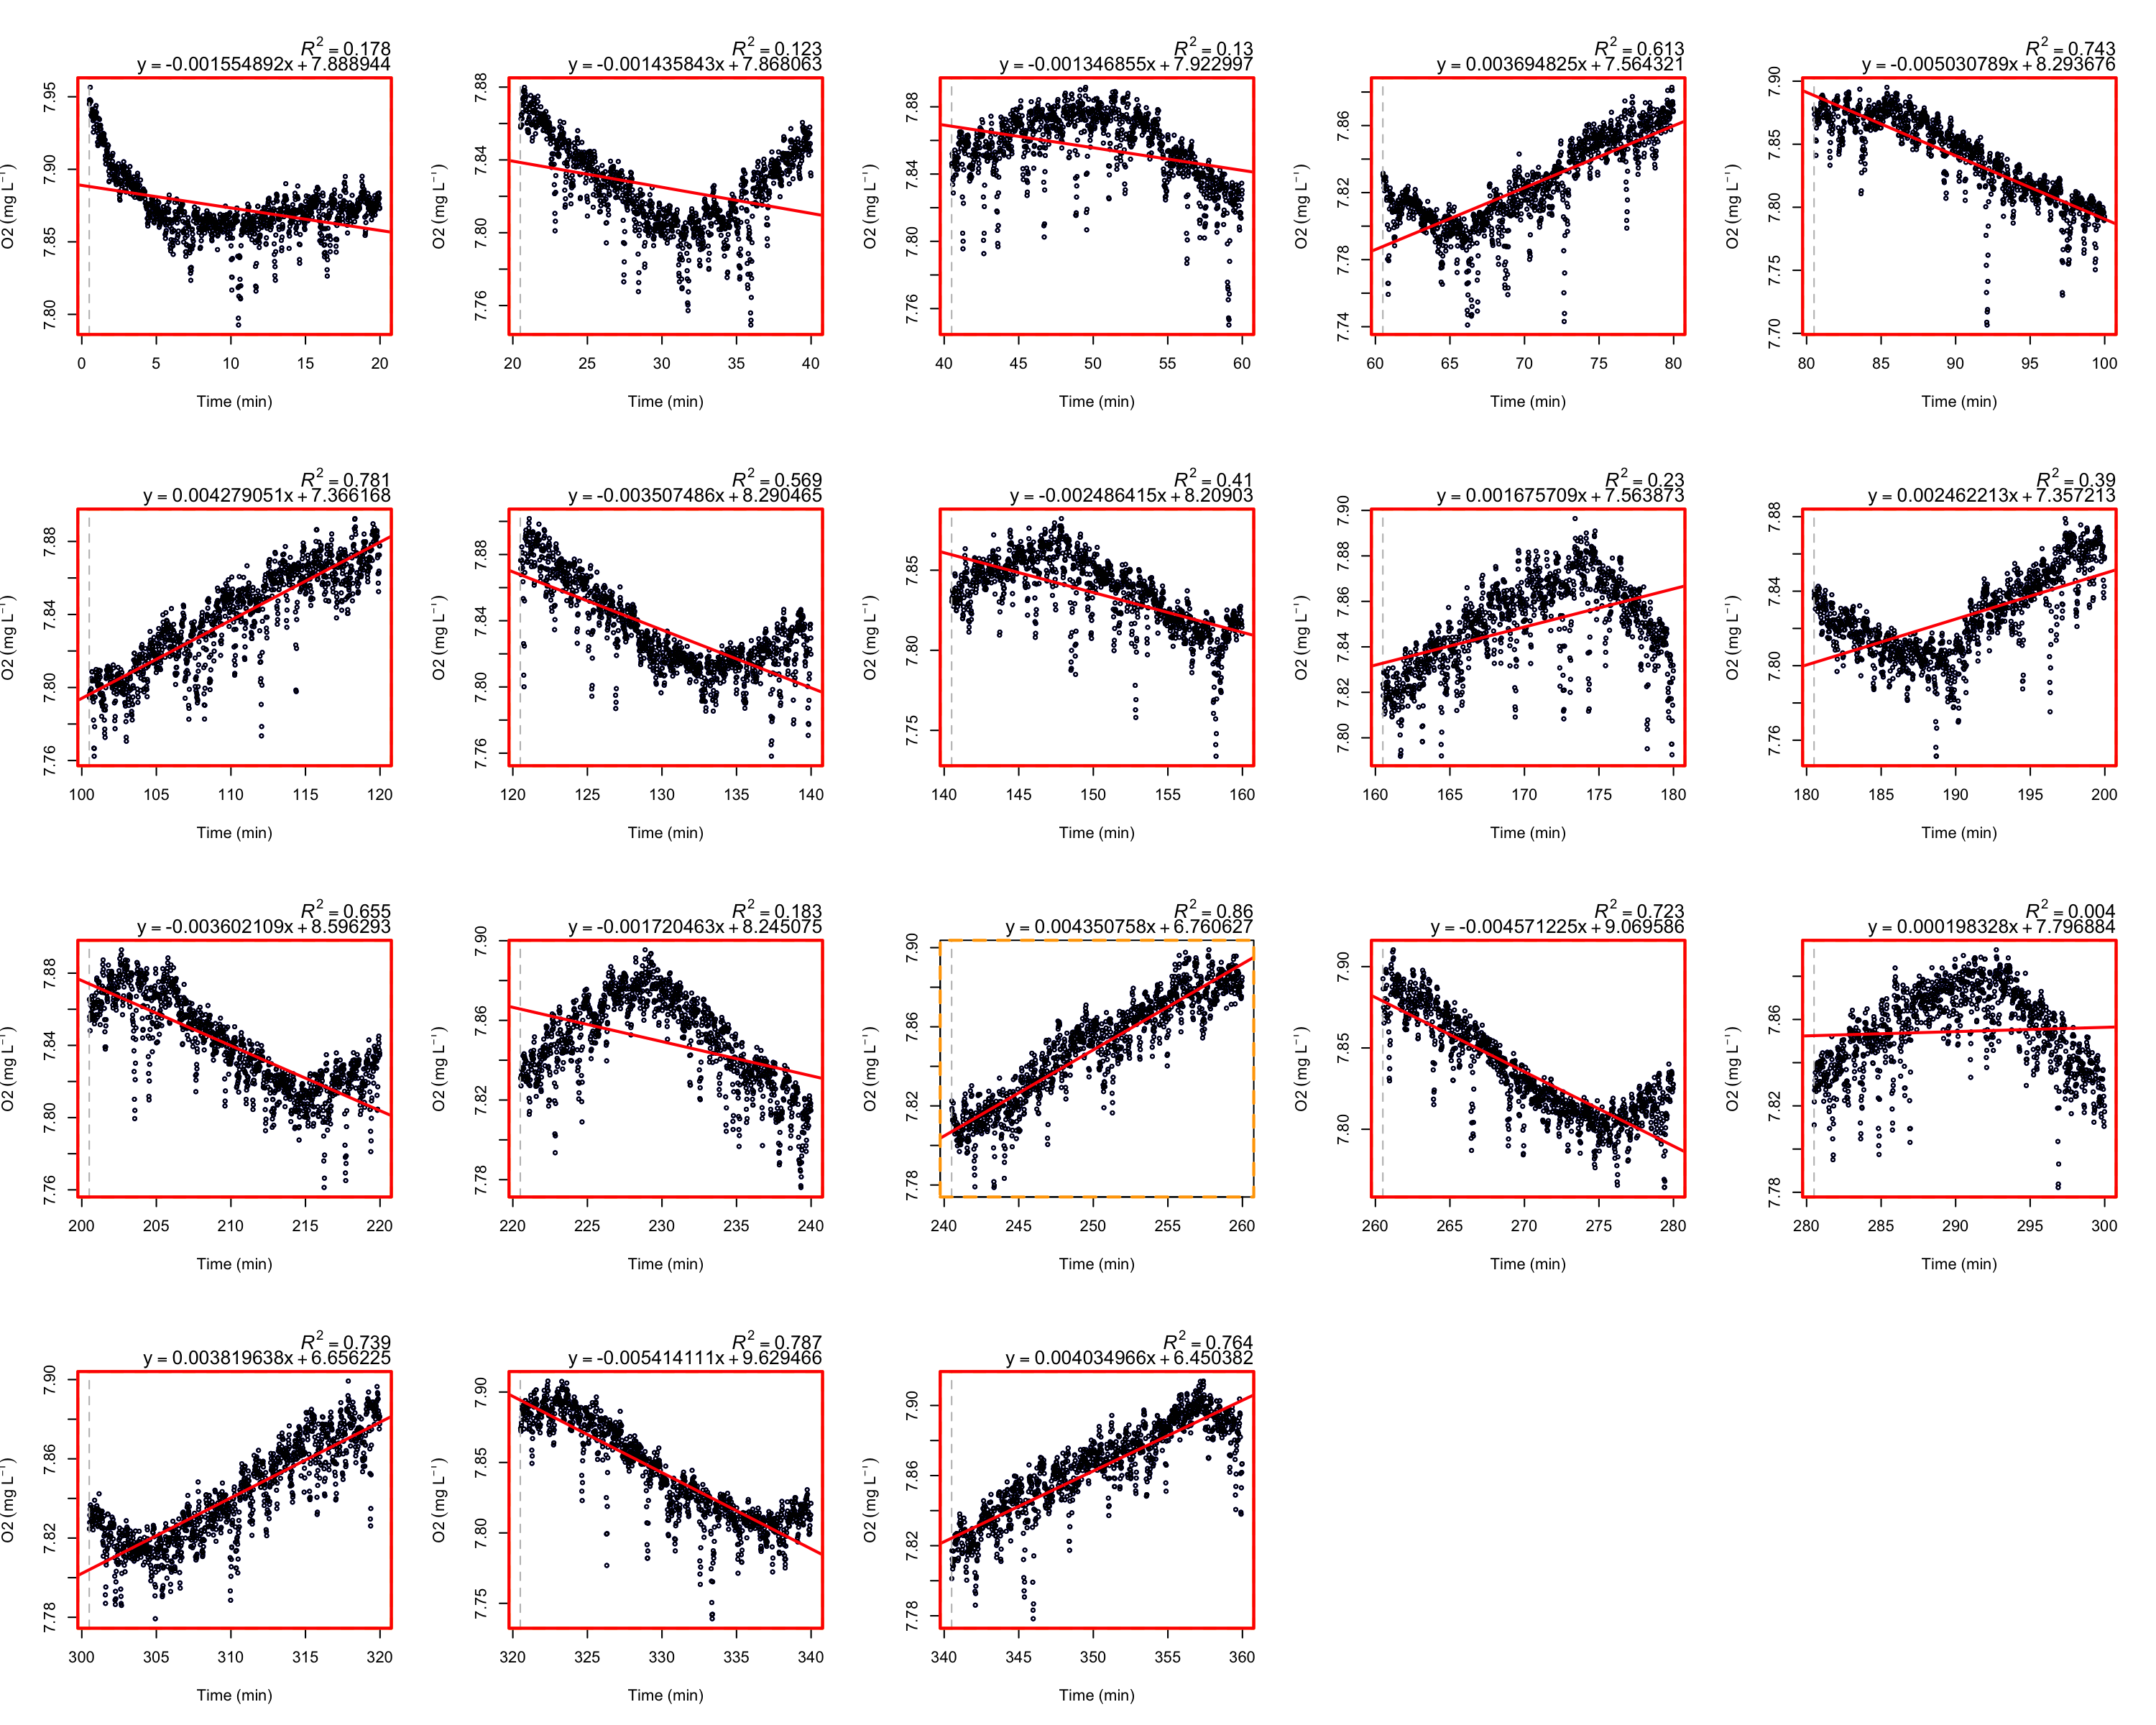 R² = 0.178
y = -0.001554892x + 7.888944
O2 (mg L⁻¹)
7.95
7.90
7.85
7.80
0 5 10 15 20
Time (min)
R² = 0.123
y = -0.001435843x + 7.868063
O2 (mg L⁻¹)
7.88
7.84
7.80
7.76
20 25 30 35 40
Time (min)
R² = 0.13
y = -0.001346855x + 7.922997
O2 (mg L⁻¹)
7.88
7.84
7.80
7.76
40 45 50 55 60
Time (min)
R² = 0.613
y = 0.003694825x + 7.564321
O2 (mg L⁻¹)
7.86
7.82
7.78
7.74
60 65 70 75 80
Time (min)
R² = 0.743
y = -0.005030789x + 8.293676
O2 (mg L⁻¹)
7.90
7.85
7.80
7.75
7.70
80 85 90 95 100
Time (min)
R² = 0.781
y = 0.004279051x + 7.366168
O2 (mg L⁻¹)
7.88
7.84
7.80
7.76
100 105 110 115 120
Time (min)
R² = 0.569
y = -0.003507486x + 8.290465
O2 (mg L⁻¹)
7.88
7.84
7.80
7.76
120 125 130 135 140
Time (min)
R² = 0.41
y = -0.002486415x + 8.20903
O2 (mg L⁻¹)
7.85
7.80
7.75
140 145 150 155 160
Time (min)
R² = 0.23
y = 0.001675709x + 7.563873
O2 (mg L⁻¹)
7.90
7.88
7.86
7.84
7.82
7.80
160 165 170 175 180
Time (min)
R² = 0.39
y = 0.002462213x + 7.357213
O2 (mg L⁻¹)
7.88
7.84
7.80
7.76
180 185 190 195 200
Time (min)
R² = 0.655
y = -0.003602109x + 8.596293
O2 (mg L⁻¹)
7.88
7.84
7.80
7.76
200 205 210 215 220
Time (min)
R² = 0.183
y = -0.001720463x + 8.245075
O2 (mg L⁻¹)
7.90
7.86
7.82
7.78
220 225 230 235 240
Time (min)
R² = 0.86
y = 0.004350758x + 6.760627
O2 (mg L⁻¹)
7.90
7.86
7.82
7.78
240 245 250 255 260
Time (min)
R² = 0.723
y = -0.004571225x + 9.069586
O2 (mg L⁻¹)
7.90
7.85
7.80
260 265 270 275 280
Time (min)
R² = 0.004
y = 0.000198328x + 7.796884
O2 (mg L⁻¹)
7.86
7.82
7.78
280 285 290 295 300
Time (min)
R² = 0.739
y = 0.003819638x + 6.656225
O2 (mg L⁻¹)
7.90
7.86
7.82
7.78
300 305 310 315 320
Time (min)
R² = 0.787
y = -0.005414111x + 9.629466
O2 (mg L⁻¹)
7.90
7.85
7.80
7.75
320 325 330 335 340
Time (min)
R² = 0.764
y = 0.004034966x + 6.450382
O2 (mg L⁻¹)
7.90
7.86
7.82
7.78
340 345 350 355 360
Time (min)